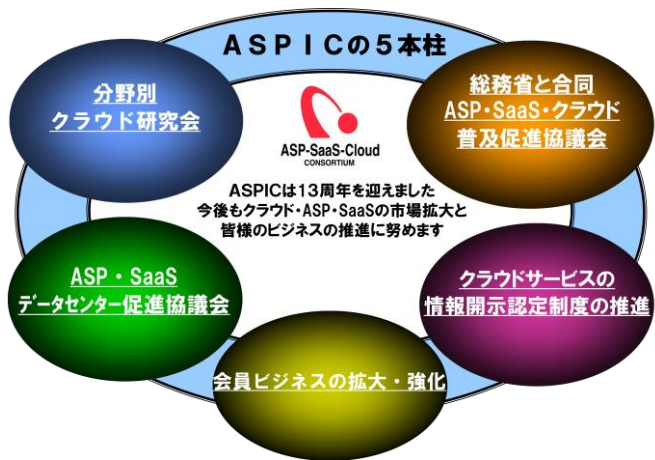 ASPICの5本柱
分野別
クラウド研究会
総務省と合同
ASP・SaaS・クラウド
普及促進協議会
ASP-SaaS-Cloud
CONSORTIUM
ASPICは13周年を迎えました
今後もクラウド・ASP・SaaSの市場拡大と
皆様のビジネスの推進に努めます
ASP・SaaS
データセンター促進協議会
クラウドサービスの
情報開示認定制度の推進
会員ビジネスの拡大・強化